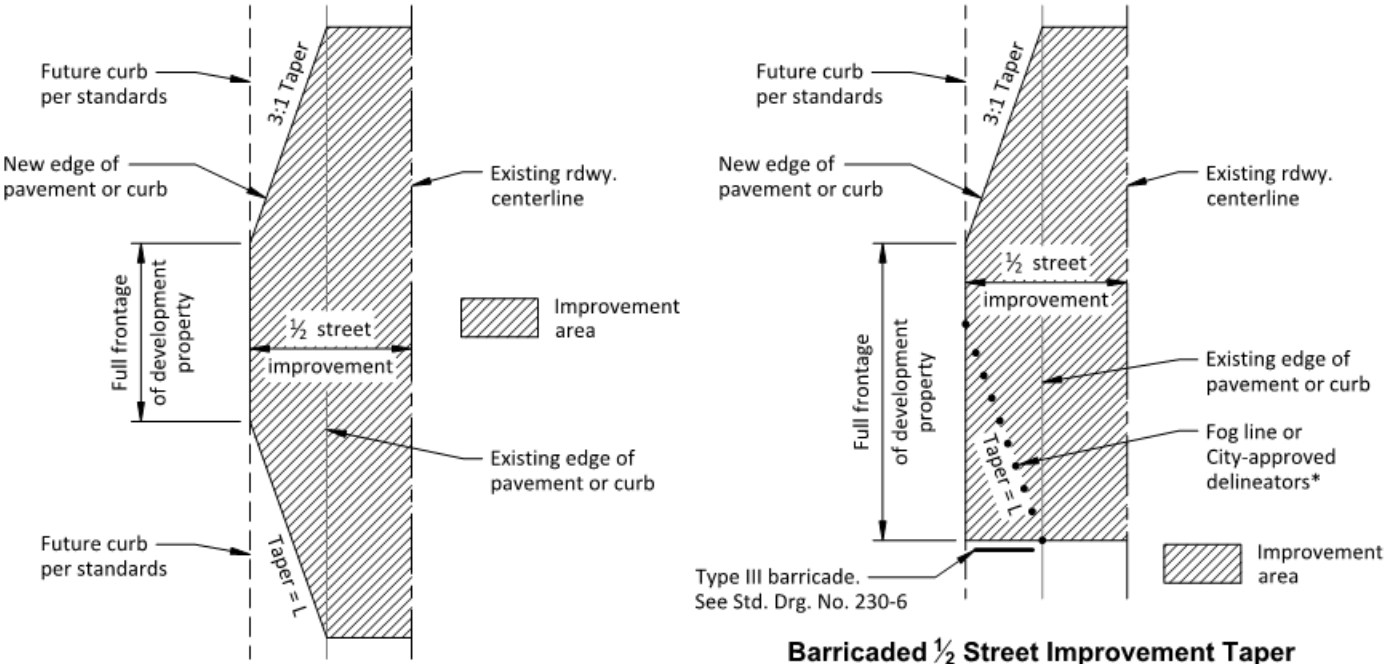 Future curb
per standards
3:1 Taper
New edge of
pavement or curb
Existing rdwy.
centerline
Full frontage
of development
property
½ street
improvement
Improvement
area
Existing edge of
pavement or curb
Future curb
per standards
Taper = L
Future curb
per standards
3:1 Taper
New edge of
pavement or curb
Existing rdwy.
centerline
½ street
improvement
Full frontage
of development
property
Existing edge of
pavement or curb
Fog line or
City-approved
delineators*
Taper = L
Type III barricade.
See Std. Drg. No. 230-6
Improvement
area
Barricaded ½ Street Improvement Taper